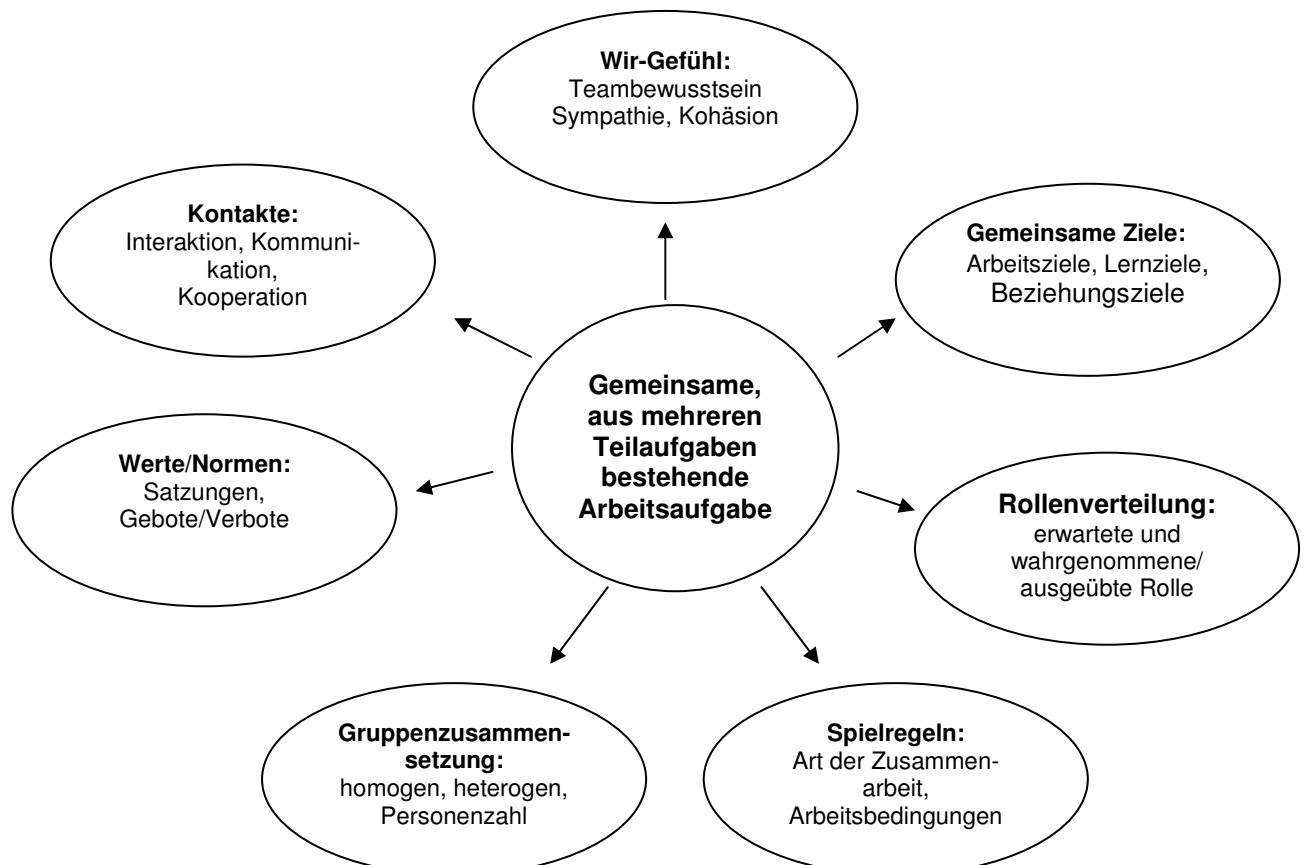 Wir-Gefühl:
Teambewusstsein
Sympathie, Kohäsion
Kontakte:
Interaktion, Kommuni-
kation,
Kooperation
Gemeinsame Ziele:
Arbeitsziele, Lernziele,
Beziehungsziele
Gemeinsame,
aus mehreren
Teilaufgaben
bestehende
Arbeitsaufgabe
Werte/Normen:
Satzungen,
Gebote/Verbote
Rollenverteilung:
erwartete und
wahrgenommene/
ausgeübte Rolle
Gruppenzusammen-
setzung:
homogen, heterogen,
Personenzahl
Spielregeln:
Art der Zusammen-
arbeit,
Arbeitsbedingungen